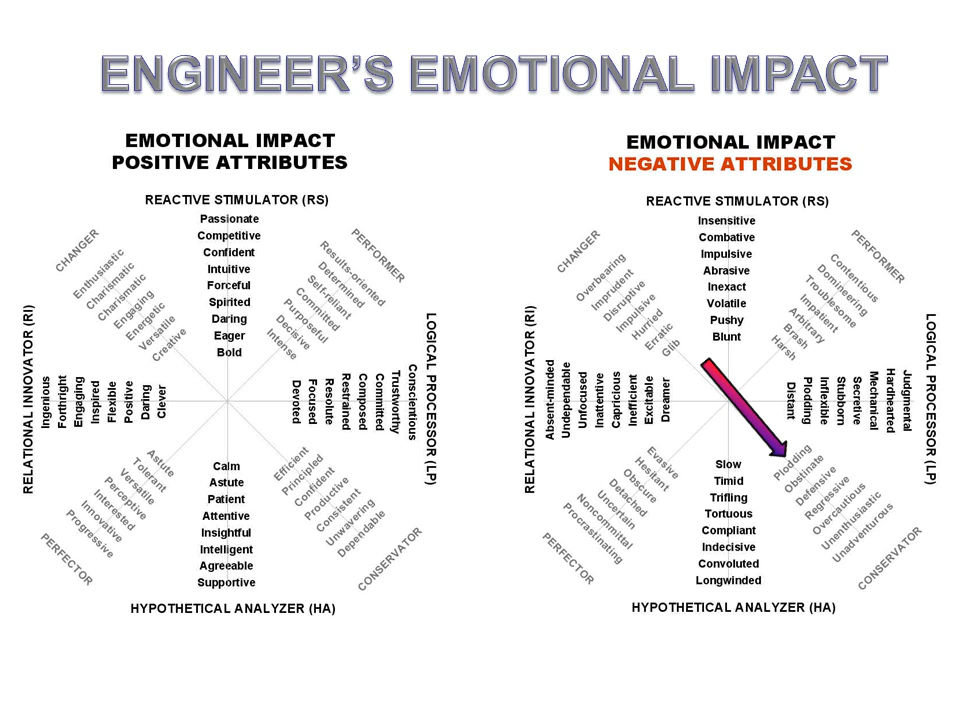 ENGINEER'S EMOTIONAL IMPACT
EMOTIONAL IMPACT
POSITIVE ATTRIBUTES
REACTIVE STIMULATOR (RS)
Passionate
Competitive
Confident
Intuitive
Forceful
Spirited
Daring
Eager
Bold
CHANGER
Enthusiastic
Charismatic
Charismatic
Engaging
Energetic
Versatile
Creative
PERFORMER
Results-oriented
Determined
Self-reliant
Committed
Purposeful
Decisive
Intense
RELATIONAL INNOVATOR (RI)
Ingenious
Forthright
Engaging
Inspired
Flexible
Positive
Daring
Clever
Devoted
Focused
Resolute
Restrained
Composed
Committed
Trustworthy
Conscientious
LOGICAL PROCESSOR (LP)
Astute
Tolerant
Versatile
Perceptive
Interested
Innovative
Progressive
PERFECTOR
Calm
Astute
Patient
Attentive
Insightful
Intelligent
Agreeable
Supportive
Efficient
Principled
Confident
Productive
Consistent
Unwavering
Dependable
CONSERVATOR
HYPOTHETICAL ANALYZER (HA)
EMOTIONAL IMPACT
NEGATIVE ATTRIBUTES
REACTIVE STIMULATOR (RS)
Insensitive
Combative
Impulsive
Abrasive
Inexact
Volatile
Pushy
Blunt
CHANGER
Overbearing
Imprudent
Disruptive
Impulsive
Hurried
Erratic
Glib
PERFORMER
Contentious
Domineering
Troublesome
Impatient
Arbitrary
Brash
Harsh
RELATIONAL INNOVATOR (RI)
Absent-minded
Undependable
Unfocused
Inattentive
Capricious
Inefficient
Excitable
Dreamer
Distant
Plodding
Inflexible
Stubborn
Secretive
Mechanical
Hardhearted
Judgmental
LOGICAL PROCESSOR (LP)
Evasive
Hesitant
Obscure
Detached
Uncertain
Noncommittal
Procrastinating
PERFECTOR
Slow
Timid
Trifling
Tortuous
Compliant
Indecisive
Convoluted
Longwinded
Plodding
Obstinate
Defensive
Regressive
Overcautious
Unenthusiastic
Unadventurous
CONSERVATOR
HYPOTHETICAL ANALYZER (HA)